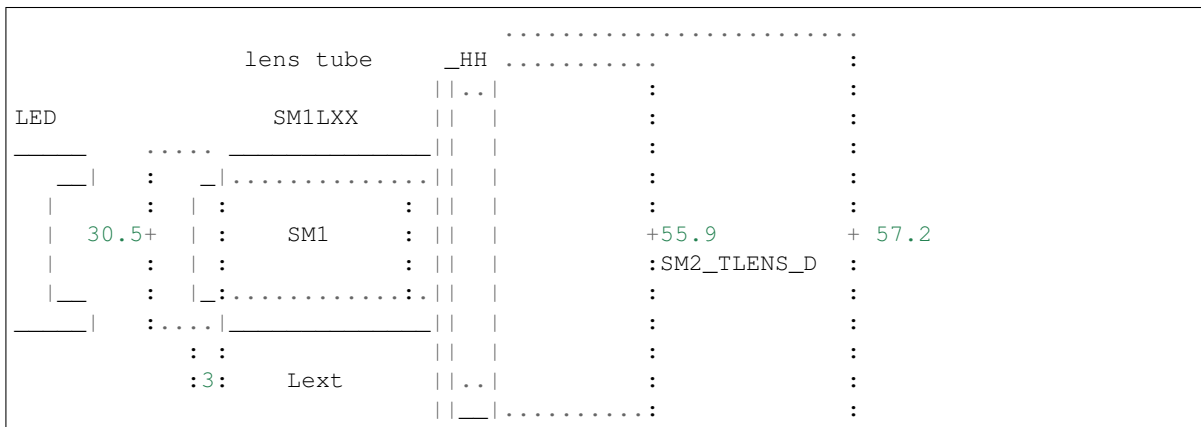 lens tube _HH
LED SM1LXX
30.5+ SM1 +55.9 + 57.2
SM2_TLENS_D
:3: Lext